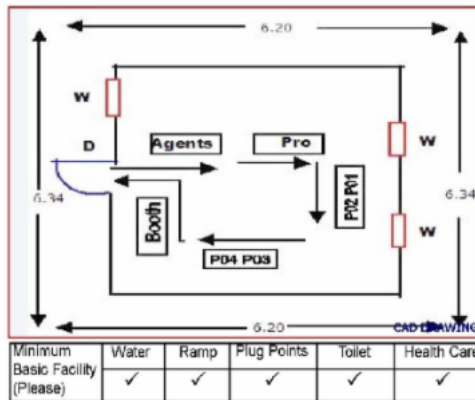 6.20
W
D
Agents
Pro
W
6.34
6.34
Booth
P02 P01
W
P04 P03
6.20
CAD DRAWING
Minimum Basic Facility (Please)
Water
Ramp
Plug Points
Toilet
Health Care
✓ ✓ ✓ ✓ ✓